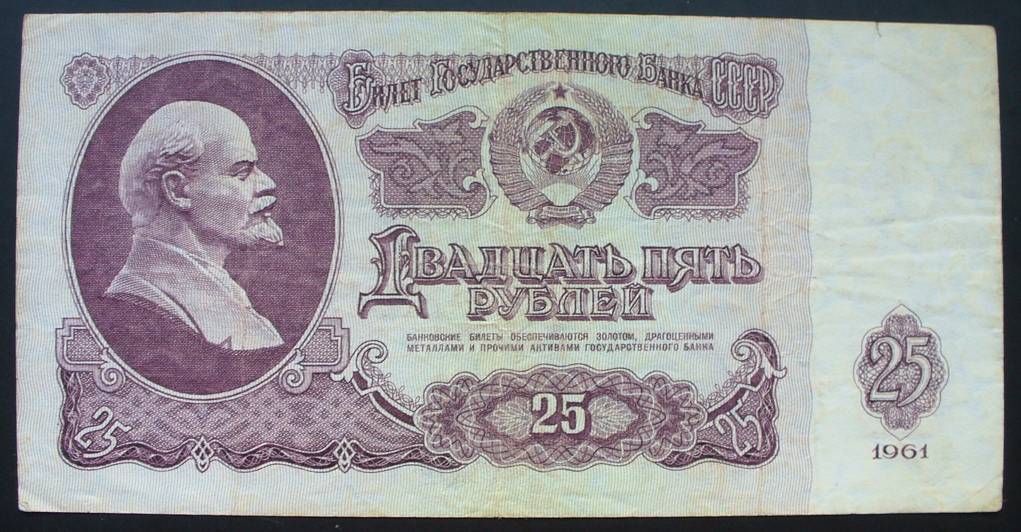 Билет Государственного Банка СССР
Двадцать пять
рублей
БАНКОВСКИЕ БИЛЕТЫ ОБЕСПЕЧИВАЮТСЯ ЗОЛОТОМ, ДРАГОЦЕННЫМИ
МЕТАЛЛАМИ И ПРОЧИМИ АКТИВАМИ ГОСУДАРСТВЕННОГО БАНКА
25
25
25
25
1961